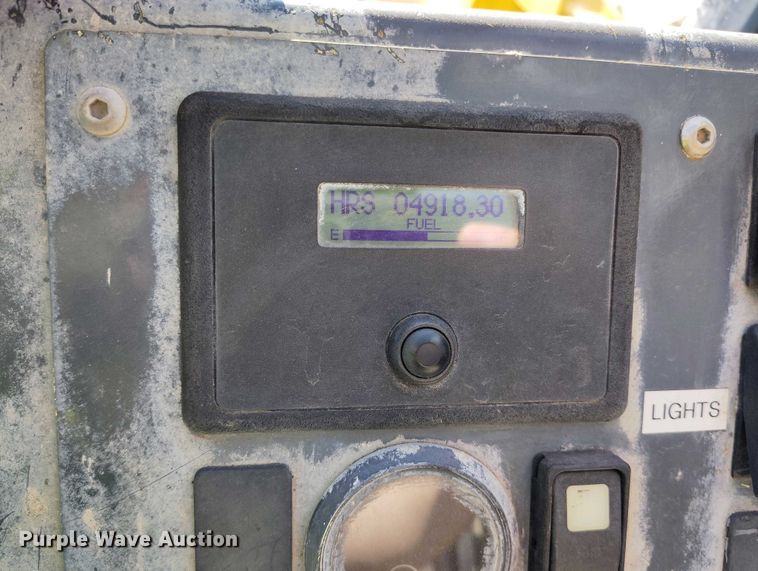 HRS 04918.30
FUEL
E
LIGHTS
Purple Wave Auction